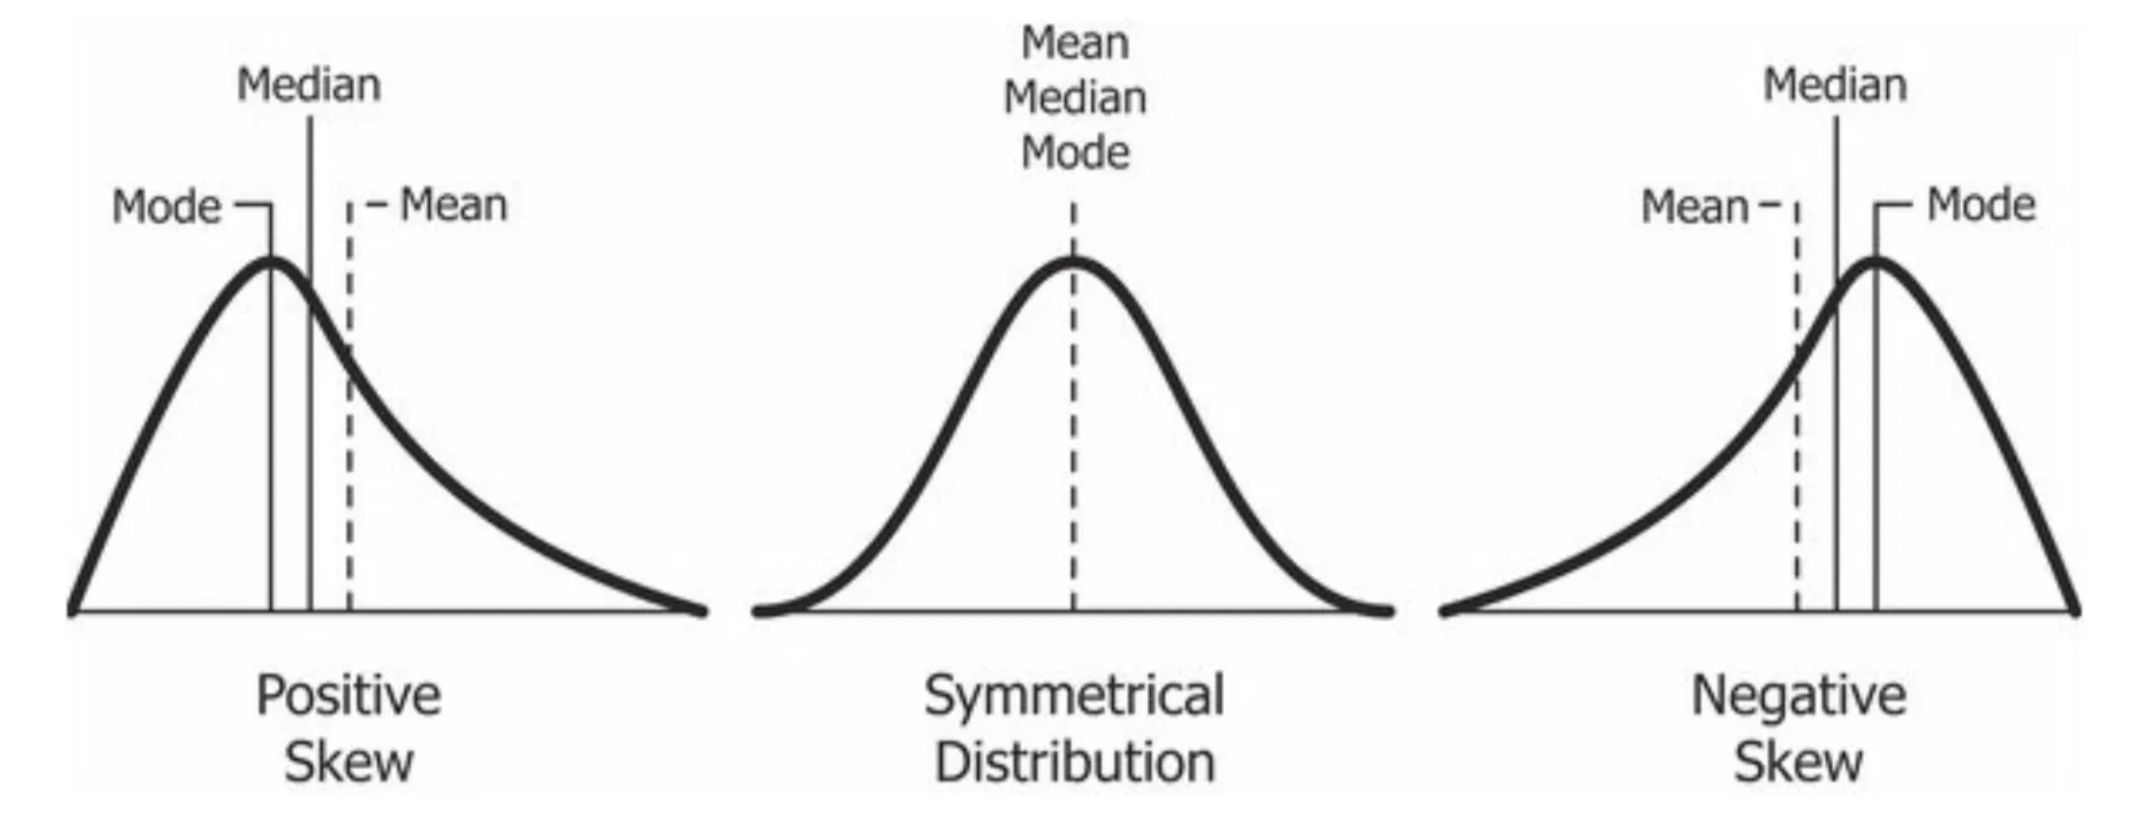 Median
Mode
Mean
Positive
Skew
Mean
Median
Mode
Symmetrical
Distribution
Median
Mean
Mode
Negative
Skew